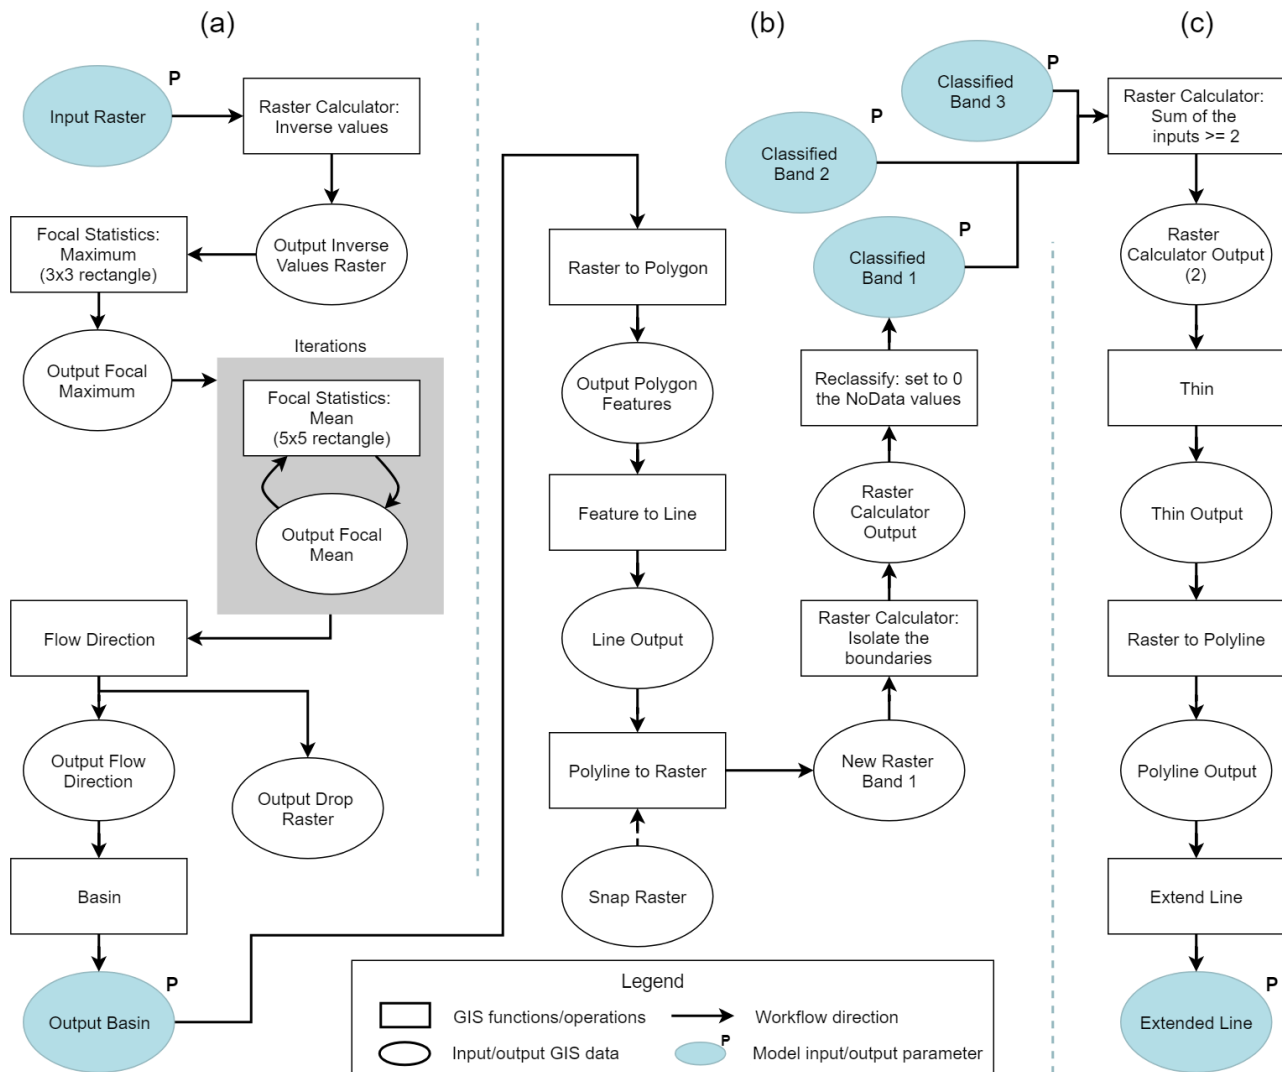 (a)
Input Raster
P
Raster Calculator:
Inverse values
Output Inverse
Values Raster
Focal Statistics:
Maximum
(3x3 rectangle)
Output Focal
Maximum
Iterations
Focal Statistics:
Mean
(5x5 rectangle)
Output Focal
Mean
Flow Direction
Output Flow
Direction
Output Drop
Raster
Basin
Output Basin
P
(b)
Raster to Polygon
Output Polygon
Features
Feature to Line
Line Output
Polyline to Raster
Snap Raster
New Raster
Band 1
Raster Calculator:
Isolate the
boundaries
Raster
Calculator
Output
Reclassify: set to 0
the NoData values
Classified
Band 1
P
Classified
Band 2
P
Classified
Band 3
P
(c)
Raster Calculator:
Sum of the
inputs >= 2
Raster
Calculator Output
(2)
Thin
Thin Output
Raster to Polyline
Polyline Output
Extend Line
Extended Line
P
Legend
GIS functions/operations
Workflow direction
Input/output GIS data
P
Model input/output parameter